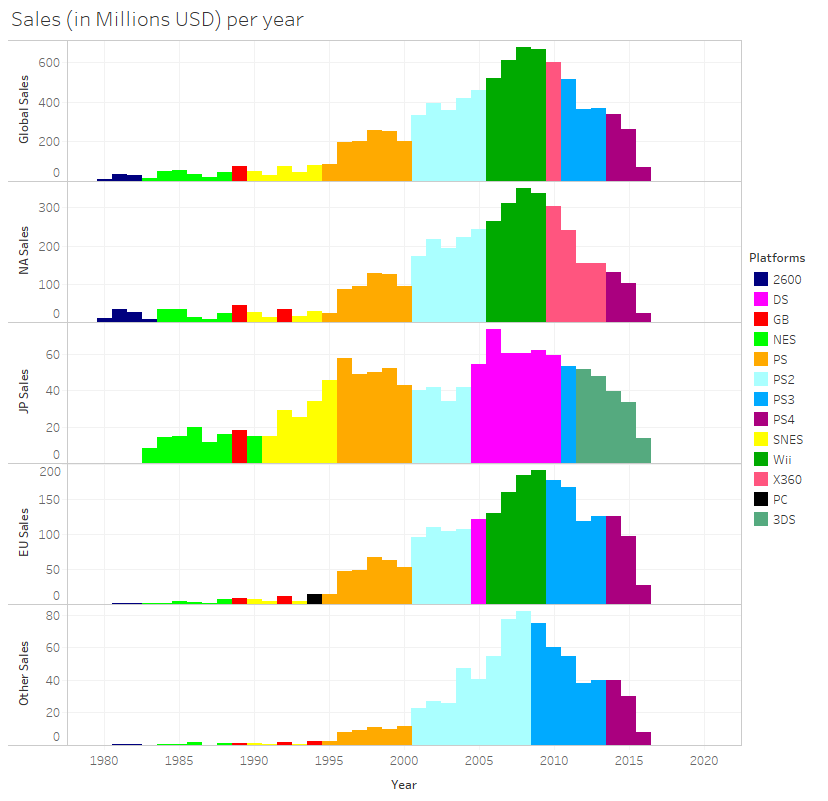 Sales (in Millions USD) per year
Global Sales
600
400
200
0
NA Sales
300
200
100
0
JP Sales
60
40
20
0
EU Sales
200
150
100
50
0
Other Sales
80
60
40
20
0
1980 1985 1990 1995 2000 2005 2010 2015 2020
Year
Platforms
2600
DS
GB
NES
PS
PS2
PS3
PS4
SNES
Wii
X360
PC
3DS